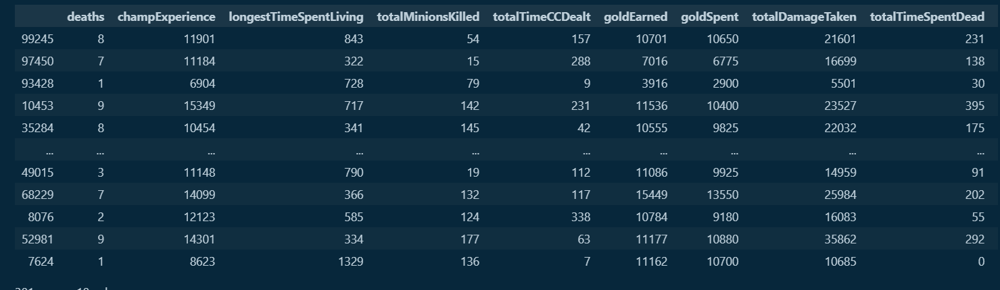 deaths champExperience longestTimeSpentLiving totalMinionsKilled totalTimeCCDealt goldEarned goldSpent totalDamageTaken totalTimeSpentDead
99245 8 11901 843 54 157 10701 10650 21601 231
97450 7 11184 322 15 288 7016 6775 16699 138
93428 1 6904 728 79 9 3916 2900 5501 30
10453 9 15349 717 142 231 11536 10400 23527 395
35284 8 10454 341 145 42 10555 9825 22032 175
... ... ... ... ... ... ... ... ... ...
49015 3 11148 790 19 112 11086 9925 14959 91
68229 7 14099 366 132 117 15449 13550 25984 202
8076 2 12123 585 124 338 10784 9180 16083 55
52981 9 14301 334 177 63 11177 10880 35862 292
7624 1 8623 1329 136 7 11162 10700 10685 0